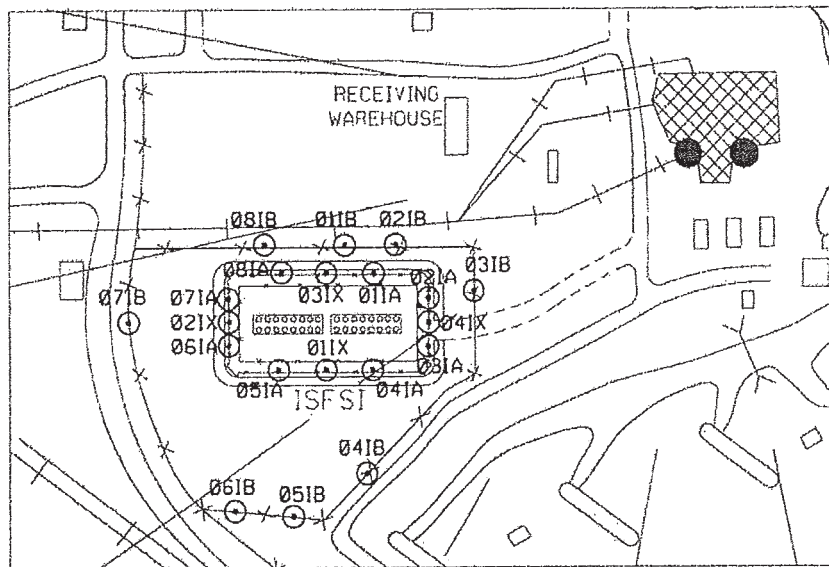 RECEIVING
WAREHOUSE
08IB
01IB
02IB
08IA
02IA
03IB
07IB
07IA
03IX
01IA
02IX
04IX
06IA
01IX
03IA
05IA
04IA
ISFSI
04IB
06IB
05IB